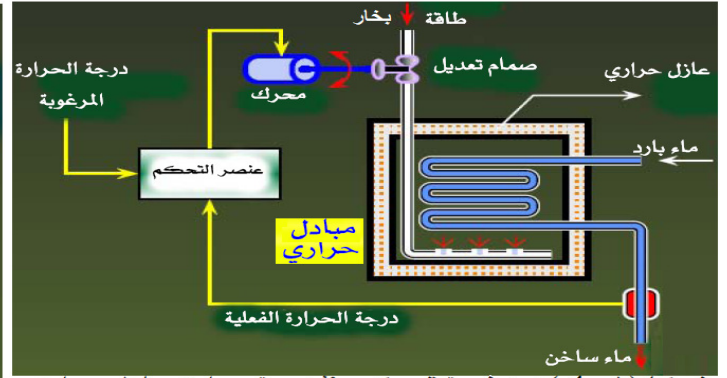 طاقة بخار
صمام تعديل
عازل حراري
درجة الحرارة
المرغوبة
محرك
ماء بارد
عنصر التحكم
مبادل
حراري
درجة الحرارة الفعلية
ماء ساخن